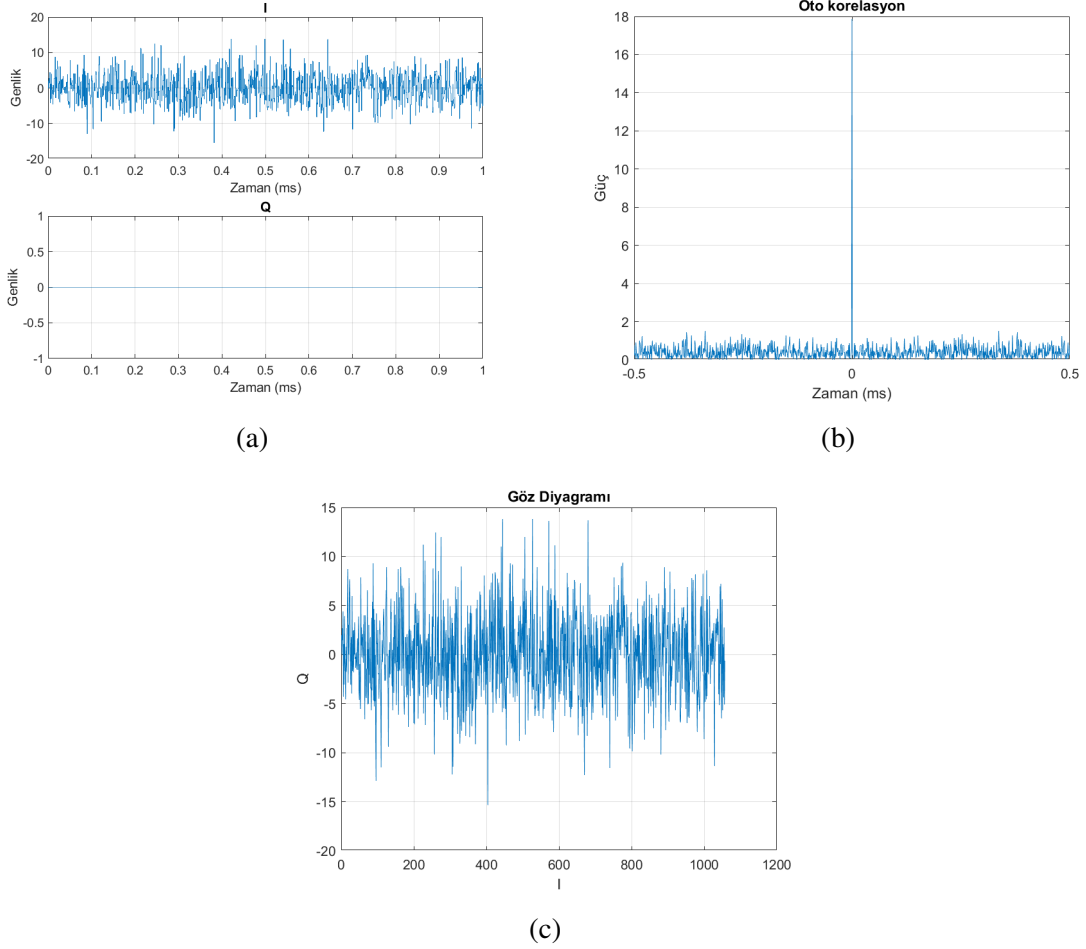 I
20
10
0
-10
-20
Genlik
0 0.1 0.2 0.3 0.4 0.5 0.6 0.7 0.8 0.9 1
Zaman (ms)
Q
1
0.5
0
-0.5
-1
Genlik
0 0.1 0.2 0.3 0.4 0.5 0.6 0.7 0.8 0.9 1
Zaman (ms)
(a)
Oto korelasyon
18
16
14
12
10
8
6
4
2
0
Güç
-0.5 0 0.5
Zaman (ms)
(b)
Göz Diyagramı
15
10
5
0
-5
-10
-15
-20
Q
0 200 400 600 800 1000 1200
I
(c)